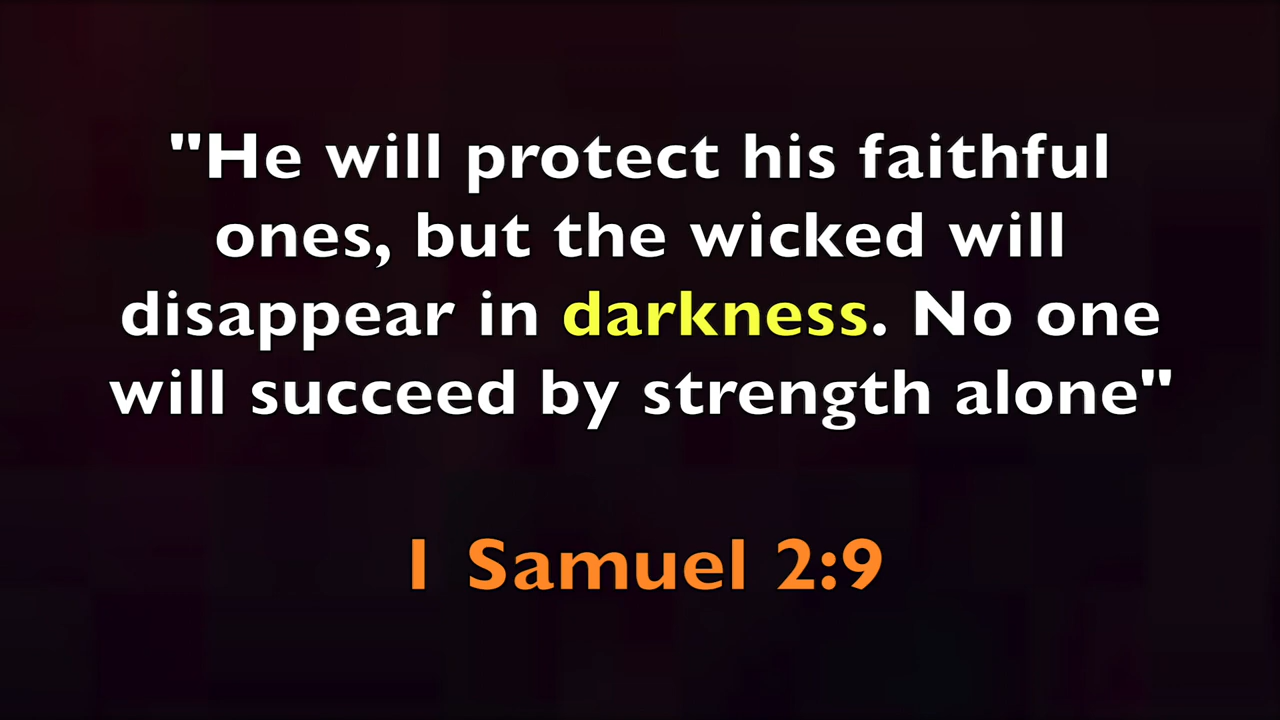 "He will protect his faithful
ones, but the wicked will
disappear in darkness. No one
will succeed by strength alone"
1 Samuel 2:9